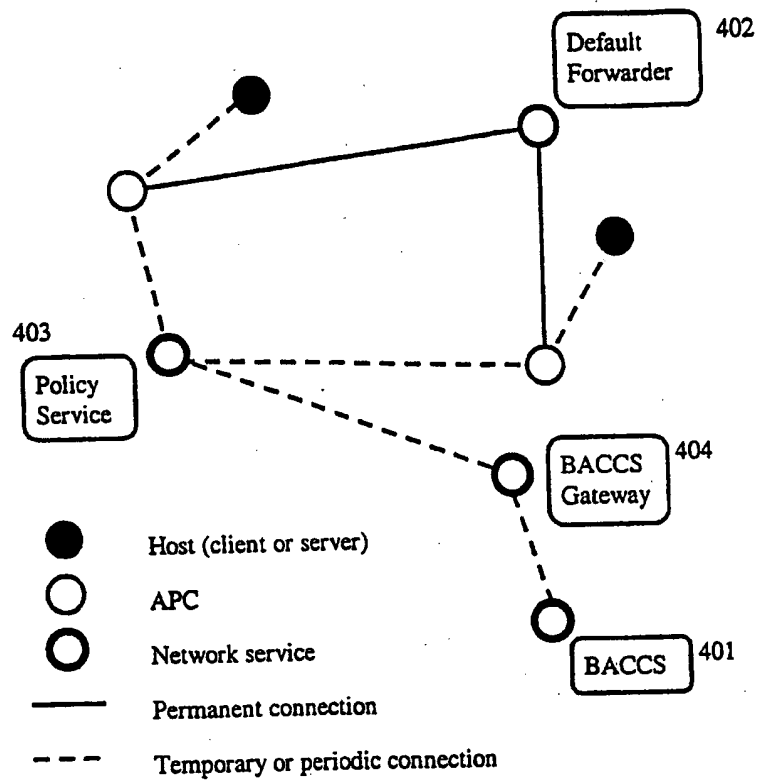 Default
Forwarder
402
403
Policy
Service
BACCS
Gateway
404
Host (client or server)
APC
Network service
BACCS
401
Permanent connection
Temporary or periodic connection